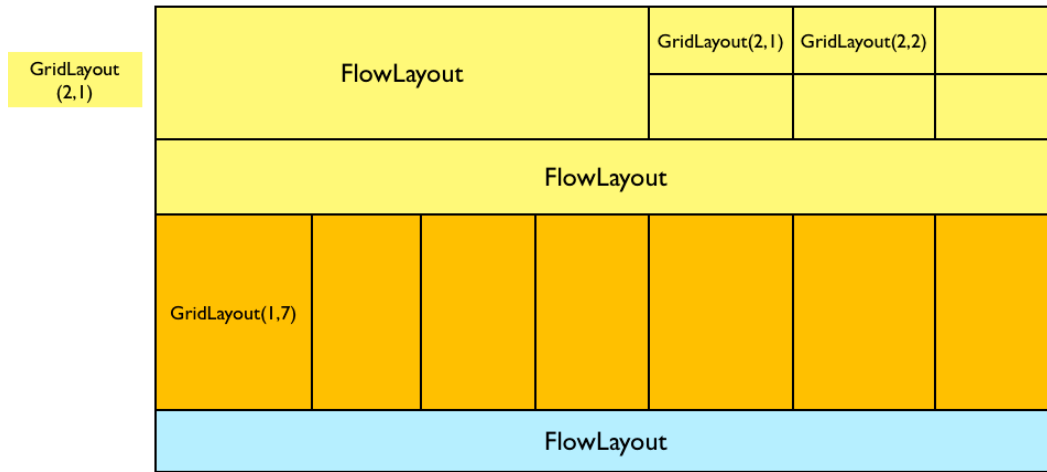 GridLayout
(2,1)
FlowLayout
GridLayout(2,1)
GridLayout(2,2)
FlowLayout
GridLayout(1,7)
FlowLayout